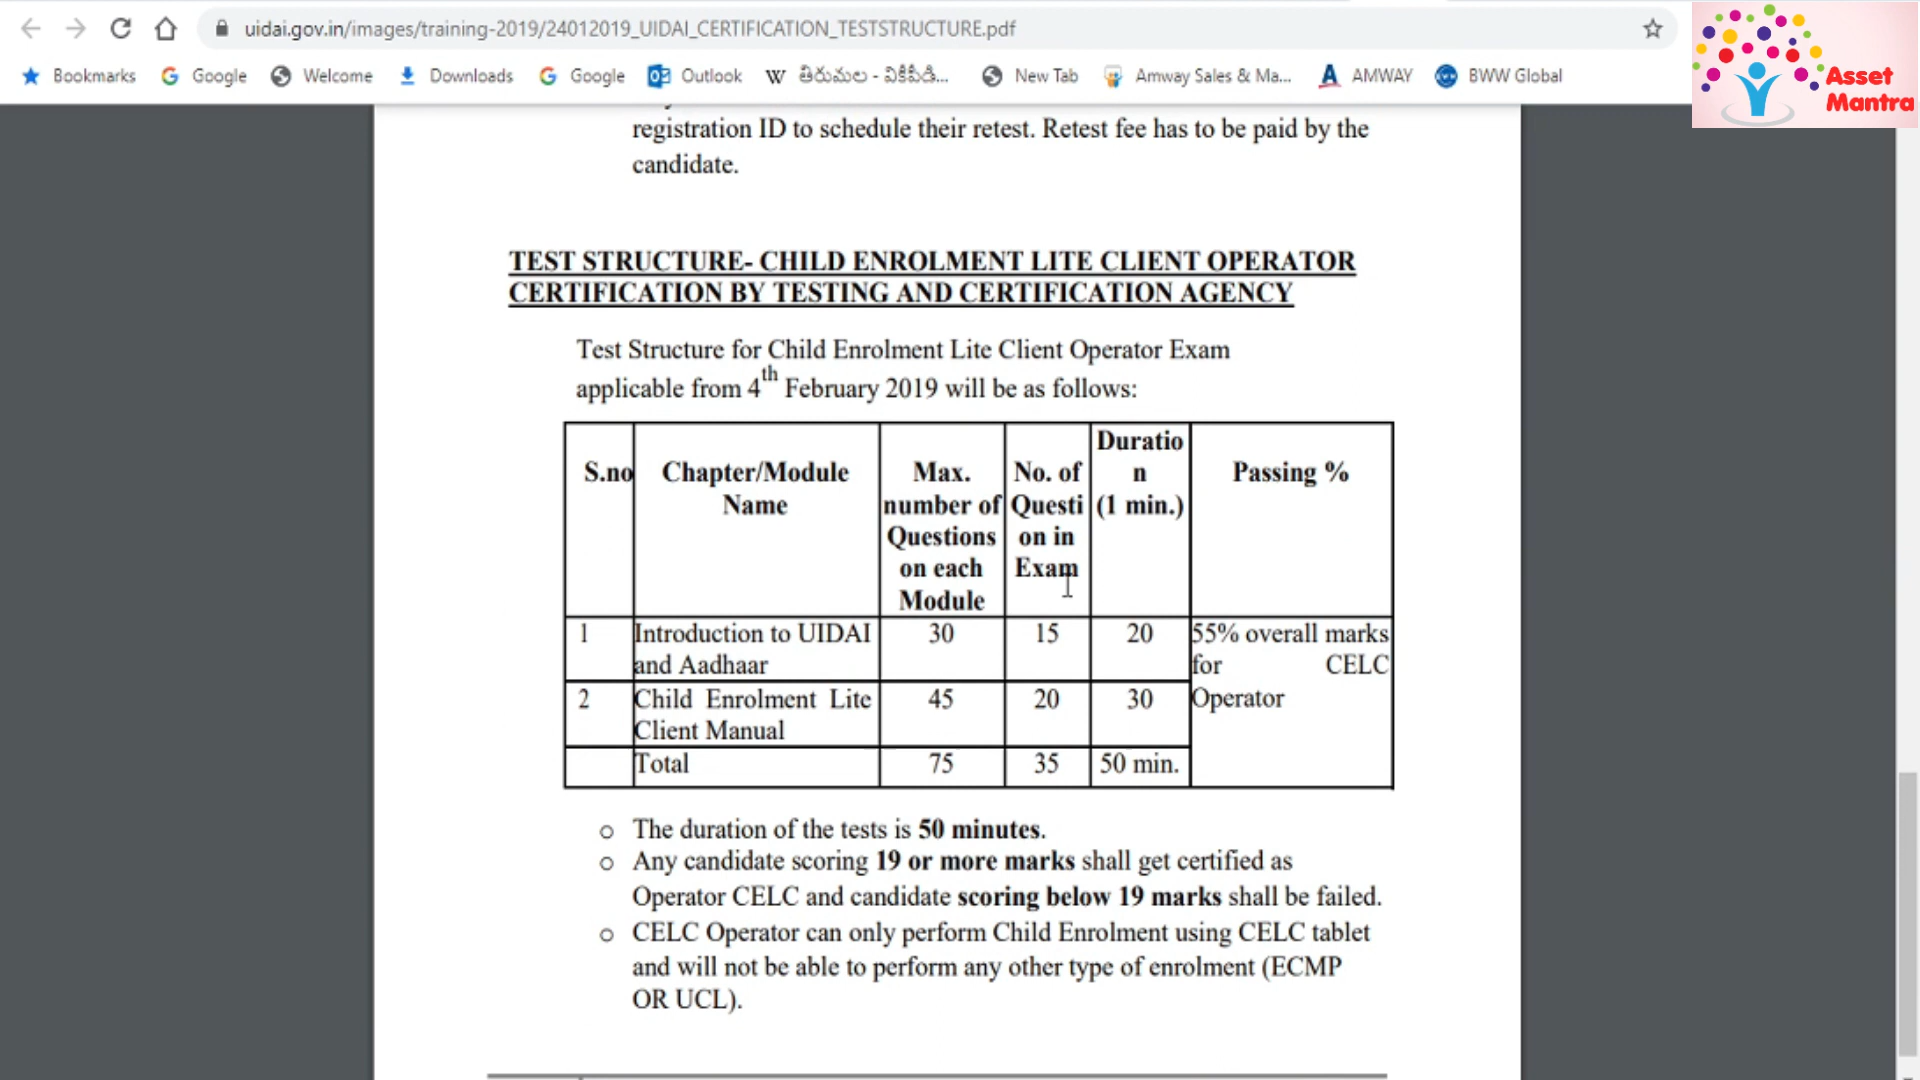 uidai.gov.in/images/training-2019/24012019_UIDAI_CERTIFICATION_TESTSTRUCTURE.pdf
Bookmarks Google Welcome Downloads Google Outlook W తిరుమల - వికీపీడి... New Tab Amway Sales & Ma... AMWAY BWW Global
Asset
Mantra
registration ID to schedule their retest. Retest fee has to be paid by the
candidate.
TEST STRUCTURE- CHILD ENROLMENT LITE CLIENT OPERATOR
CERTIFICATION BY TESTING AND CERTIFICATION AGENCY
Test Structure for Child Enrolment Lite Client Operator Exam
applicable from 4th February 2019 will be as follows:
S.no Chapter/Module Name Max. number of Questions on each Module No. of Questi on in Exam Duratio n (1 min.) Passing %
1 Introduction to UIDAI and Aadhaar 30 15 20 55% overall marks for CELC Operator
2 Child Enrolment Lite Client Manual 45 20 30
Total 75 35 50 min.
o The duration of the tests is 50 minutes.
o Any candidate scoring 19 or more marks shall get certified as
Operator CELC and candidate scoring below 19 marks shall be failed.
o CELC Operator can only perform Child Enrolment using CELC tablet
and will not be able to perform any other type of enrolment (ECMP
OR UCL).